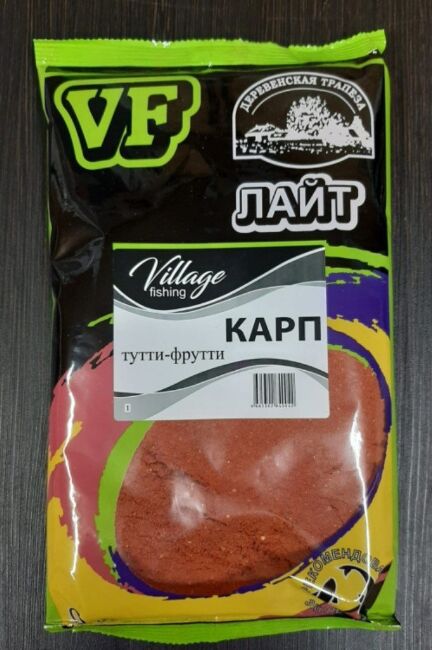 VF
ДЕРЕВЕНСКАЯ ТРАПЕЗА
ЛАЙТ
Village
fishing
КАРП
тутти-фрутти